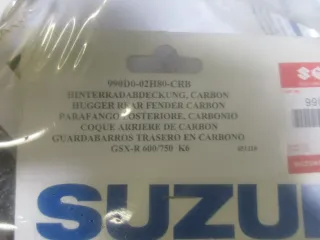 990D0-02H80-CRB
HINTERRADABDECKUNG, CARBON
HUGGER REAR FENDER CARBON
PARAFANGO POSTERIORE, CARBONIO
COQUE ARRIERE DE CARBON
GUARDABARROS TRASERO EN CARBONO
GSX-R 600/750 K6
SUZU